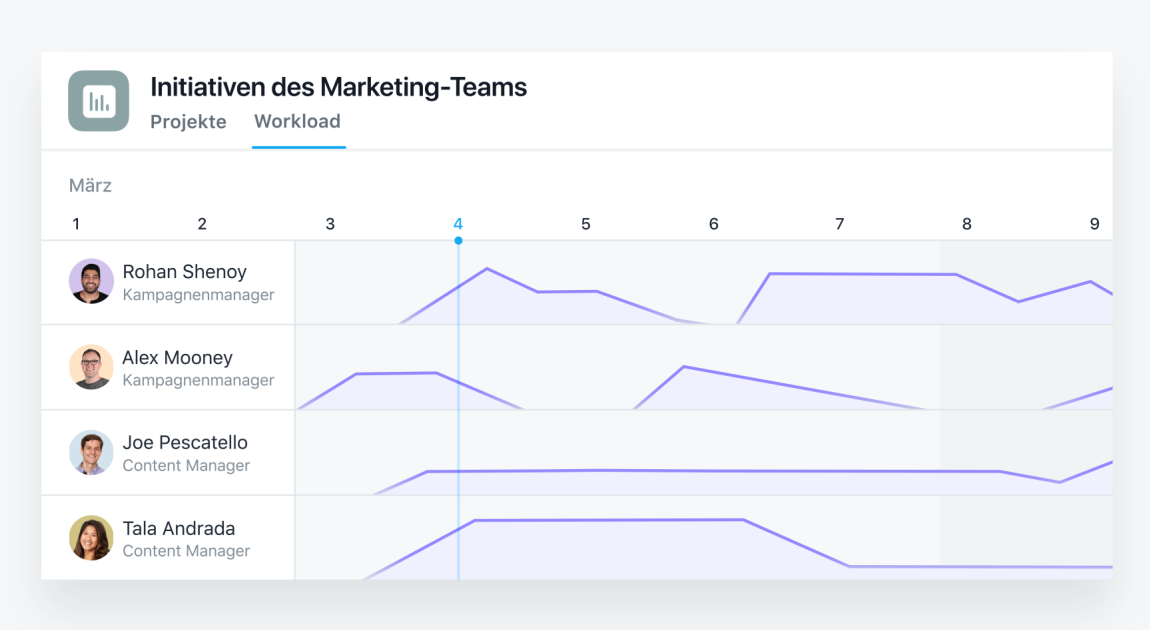 Initiativen des Marketing-Teams
Projekte Workload
März
1 2 3 4 5 6 7 8 9
Rohan Shenoy
Kampagnenmanager
Alex Mooney
Kampagnenmanager
Joe Pescatello
Content Manager
Tala Andrada
Content Manager